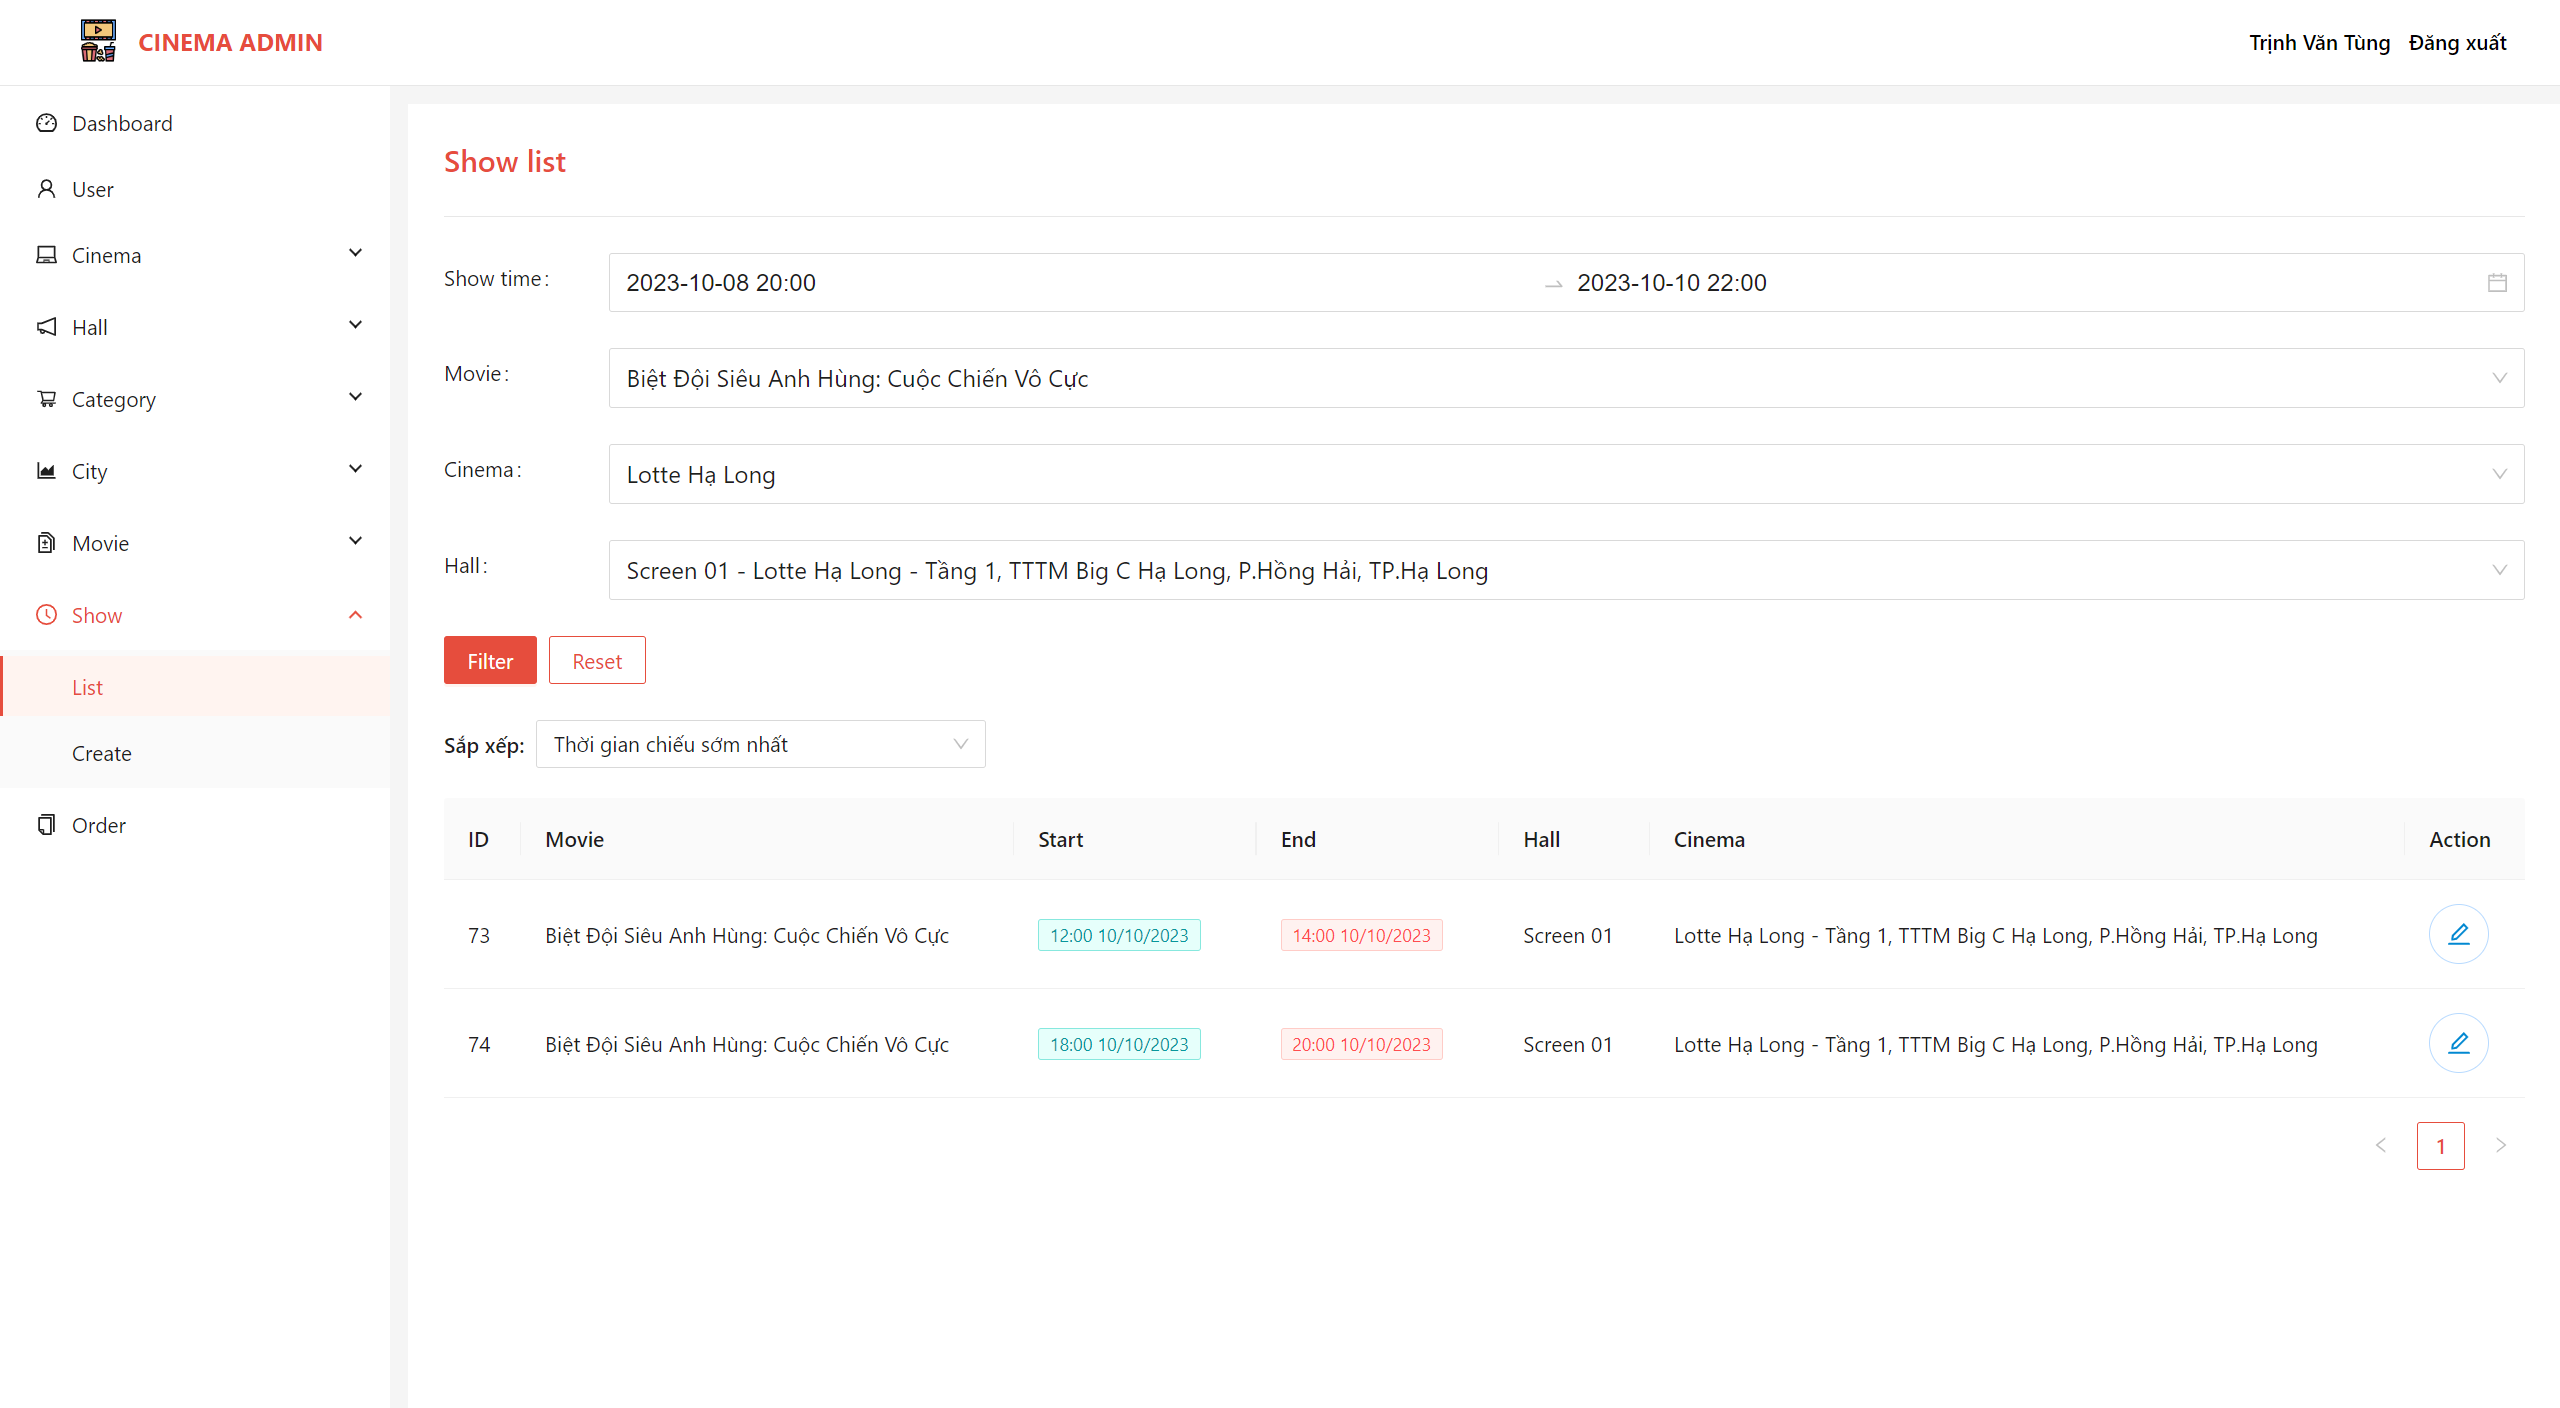 CINEMA ADMIN
Trịnh Văn Tùng Đăng xuất
Dashboard
User
Cinema
Hall
Category
City
Movie
Show
List
Create
Order
Show list
Show time: 2023-10-08 20:00 → 2023-10-10 22:00
Movie: Biệt Đội Siêu Anh Hùng: Cuộc Chiến Vô Cực
Cinema: Lotte Hạ Long
Hall: Screen 01 - Lotte Hạ Long - Tầng 1, TTTM Big C Hạ Long, P.Hồng Hải, TP.Hạ Long
Filter Reset
Sắp xếp: Thời gian chiếu sớm nhất
ID Movie Start End Hall Cinema Action
73 Biệt Đội Siêu Anh Hùng: Cuộc Chiến Vô Cực 12:00 10/10/2023 14:00 10/10/2023 Screen 01 Lotte Hạ Long - Tầng 1, TTTM Big C Hạ Long, P.Hồng Hải, TP.Hạ Long
74 Biệt Đội Siêu Anh Hùng: Cuộc Chiến Vô Cực 18:00 10/10/2023 20:00 10/10/2023 Screen 01 Lotte Hạ Long - Tầng 1, TTTM Big C Hạ Long, P.Hồng Hải, TP.Hạ Long
1